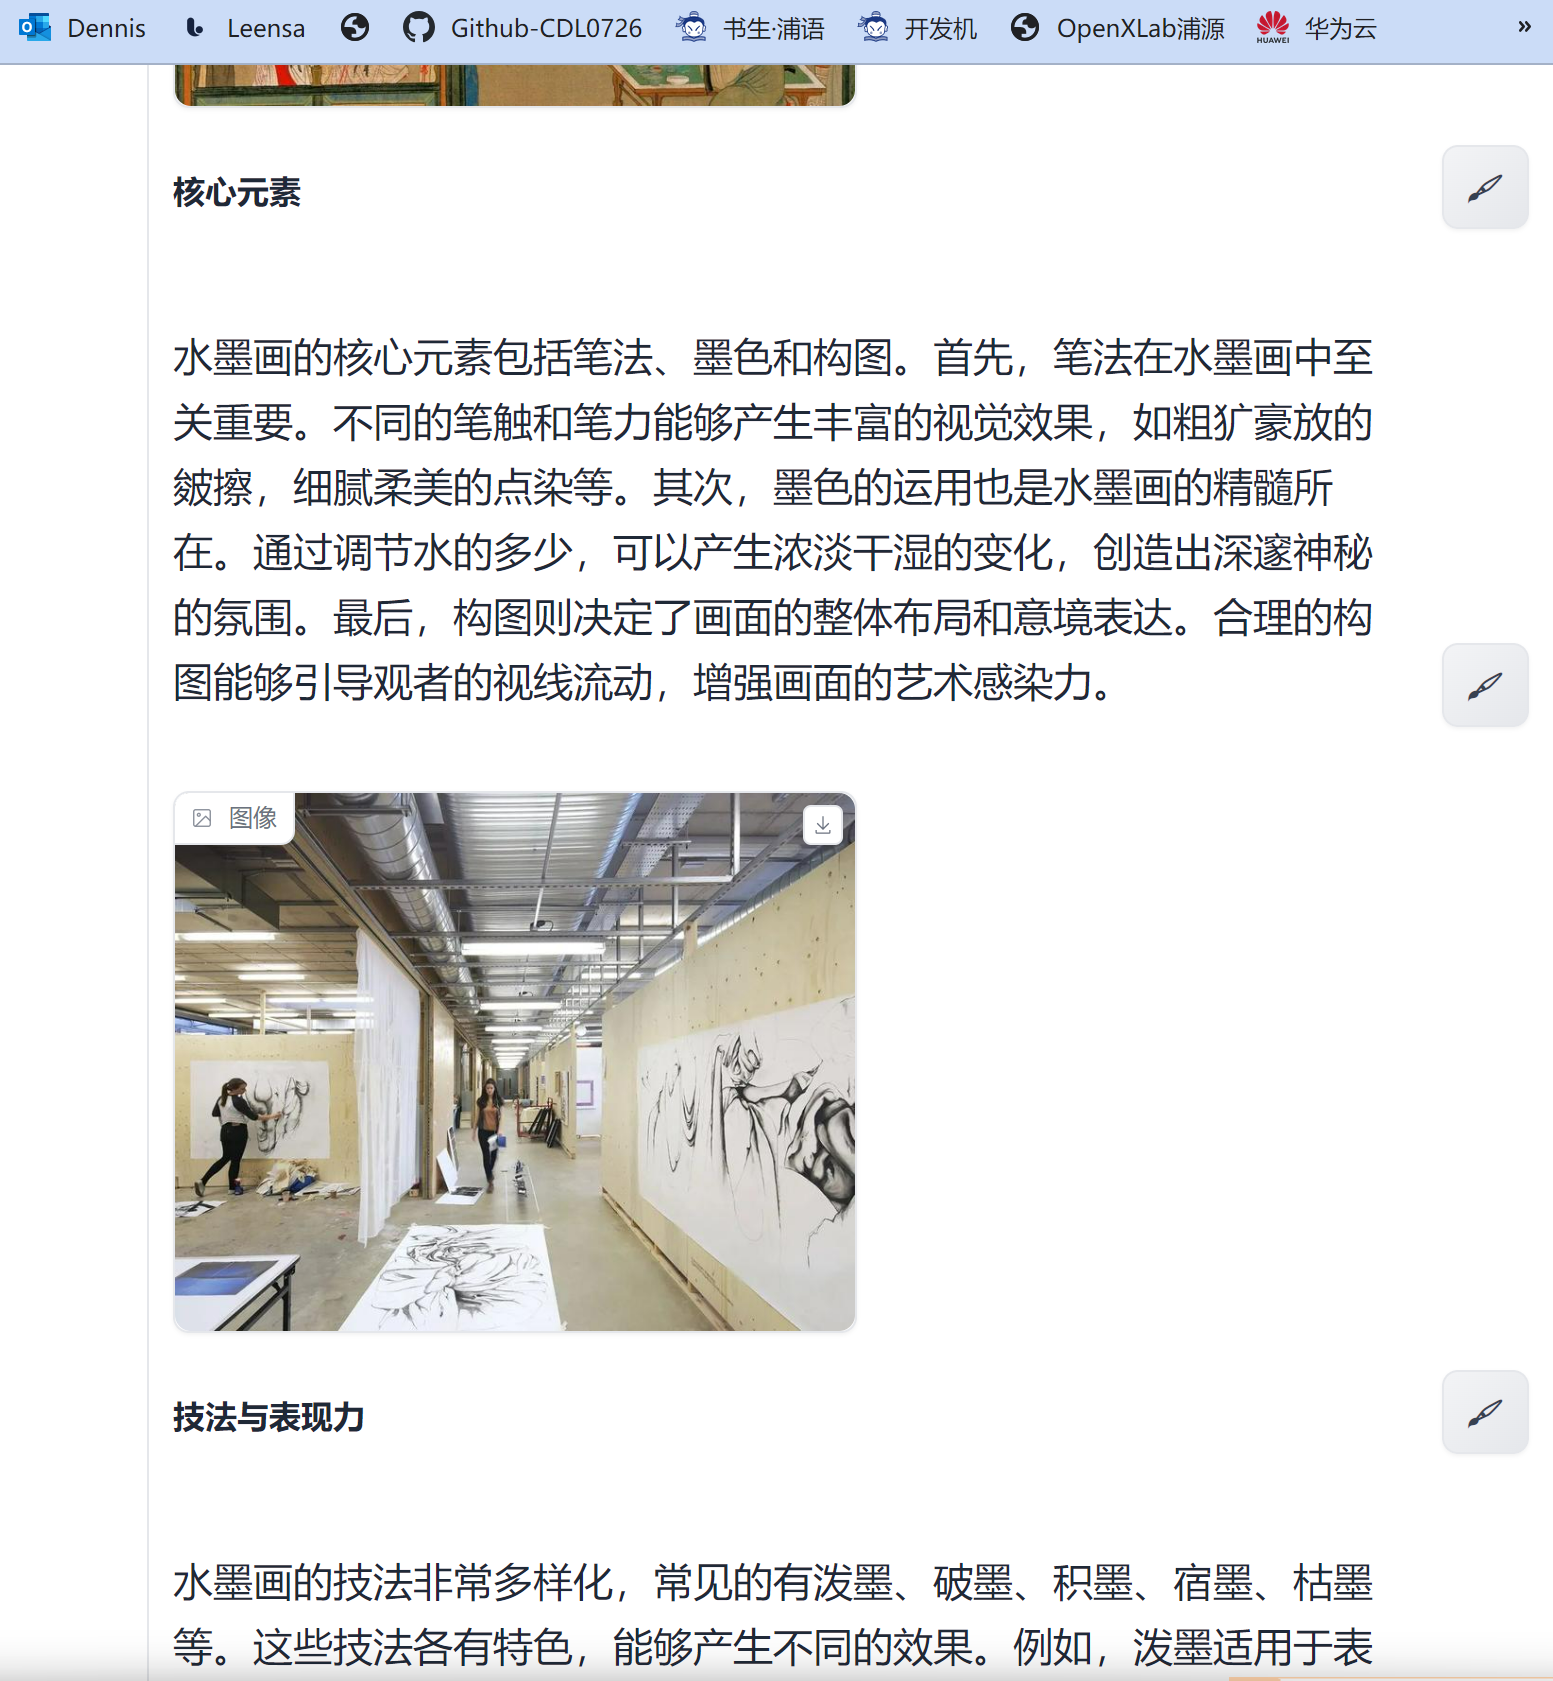 Dennis Leensa Github-CDL0726 书生·浦语 开发机 OpenXLab浦源 HUAWEI 华为云 »
核心元素
水墨画的核心元素包括笔法、墨色和构图。首先，笔法在水墨画中至
关重要。不同的笔触和笔力能够产生丰富的视觉效果，如粗犷豪放的
皴擦，细腻柔美的点染等。其次，墨色的运用也是水墨画的精髓所
在。通过调节水的多少，可以产生浓淡干湿的变化，创造出深邃神秘
的氛围。最后，构图则决定了画面的整体布局和意境表达。合理的构
图能够引导观者的视线流动，增强画面的艺术感染力。
图像
技法与表现力
水墨画的技法非常多样化，常见的有泼墨、破墨、积墨、宿墨、枯墨
等。这些技法各有特色，能够产生不同的效果。例如，泼墨适用于表